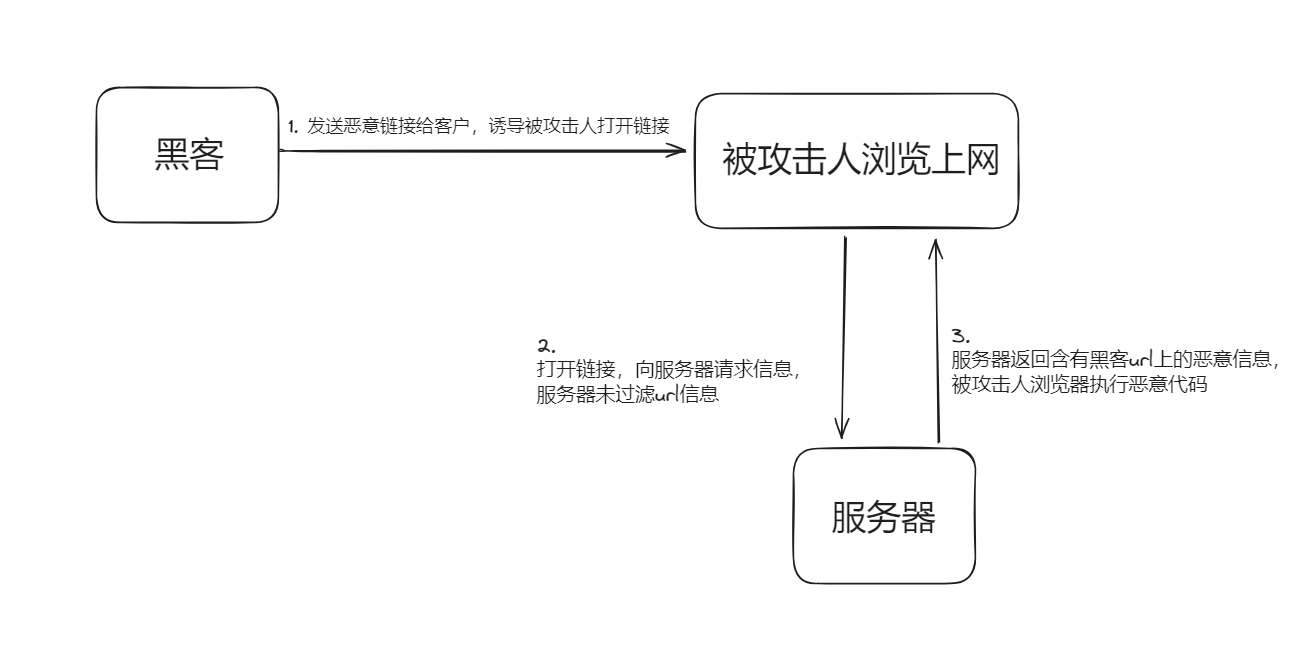 黑客
1. 发送恶意链接给客户，诱导被攻击人打开链接
被攻击人浏览上网
2.
打开链接，向服务器请求信息，
服务器未过滤url信息
3.
服务器返回含有黑客url上的恶意信息，
被攻击人浏览器执行恶意代码
服务器